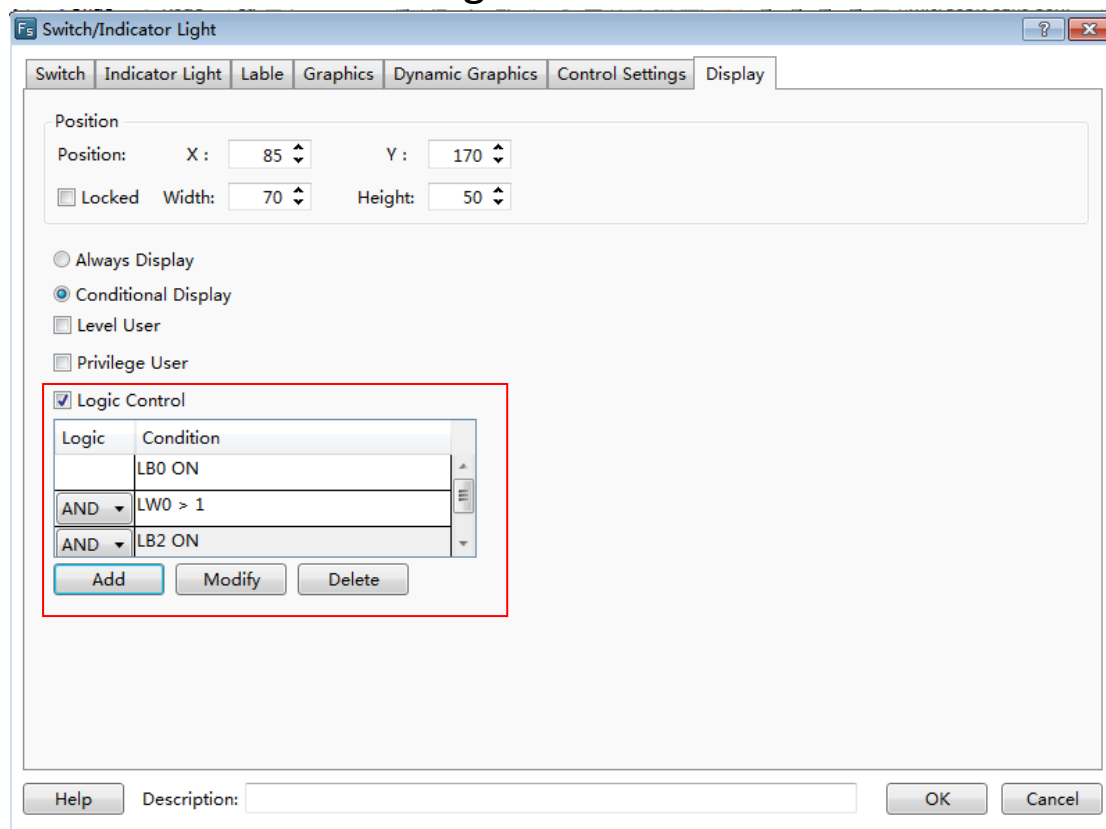 Fs Switch/Indicator Light ?
Switch Indicator Light Lable Graphics Dynamic Graphics Control Settings Display
Position
Position: X : 85 Y : 170
Locked Width: 70 Height: 50
Always Display
Conditional Display
Level User
Privilege User
Logic Control
Logic Condition
LB0 ON
AND LW0 > 1
AND LB2 ON
Add Modify Delete
Help Description: OK Cancel